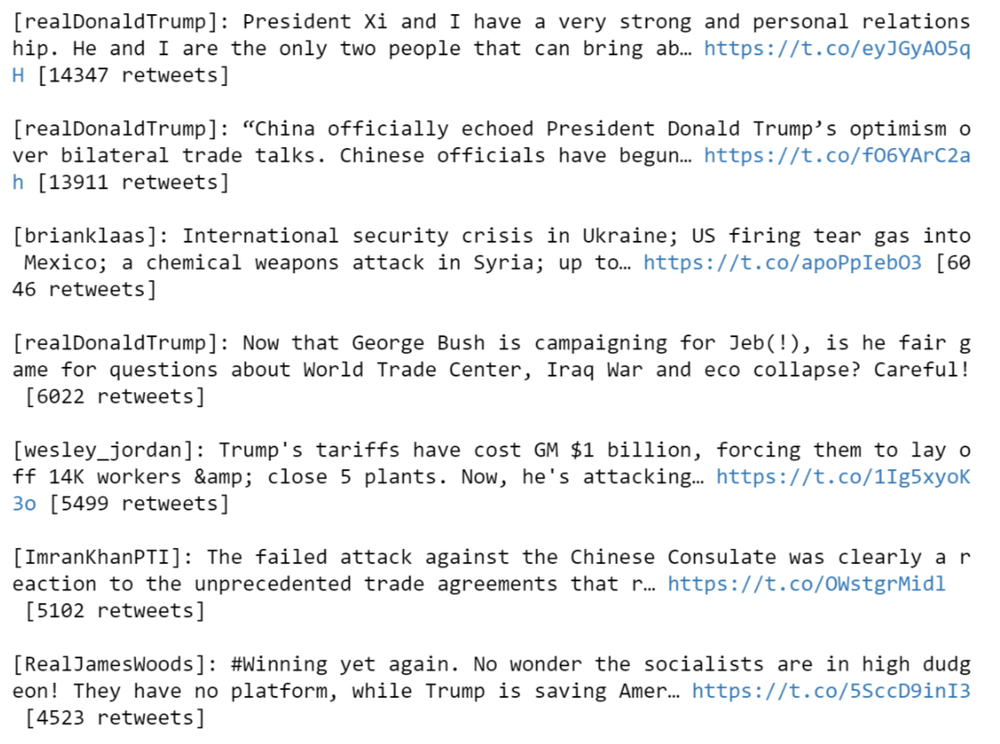 [realDonaldTrump]: President Xi and I have a very strong and personal relations
hip. He and I are the only two people that can bring ab… https://t.co/eyJGyAO5q
H [14347 retweets]
[realDonaldTrump]: “China officially echoed President Donald Trump’s optimism o
ver bilateral trade talks. Chinese officials have begun… https://t.co/fO6YArC2a
h [13911 retweets]
[brianklaas]: International security crisis in Ukraine; US firing tear gas into
Mexico; a chemical weapons attack in Syria; up to… https://t.co/apoPpIebO3 [60
46 retweets]
[realDonaldTrump]: Now that George Bush is campaigning for Jeb(!), is he fair g
ame for questions about World Trade Center, Iraq War and eco collapse? Careful!
[6022 retweets]
[wesley_jordan]: Trump's tariffs have cost GM $1 billion, forcing them to lay o
ff 14K workers &amp; close 5 plants. Now, he's attacking… https://t.co/1Ig5xyoK
3o [5499 retweets]
[ImranKhanPTI]: The failed attack against the Chinese Consulate was clearly a r
eaction to the unprecedented trade agreements that r… https://t.co/OWstgrMidl
[5102 retweets]
[RealJamesWoods]: #Winning yet again. No wonder the socialists are in high dudg
eon! They have no platform, while Trump is saving Amer… https://t.co/5SccD9inI3
[4523 retweets]